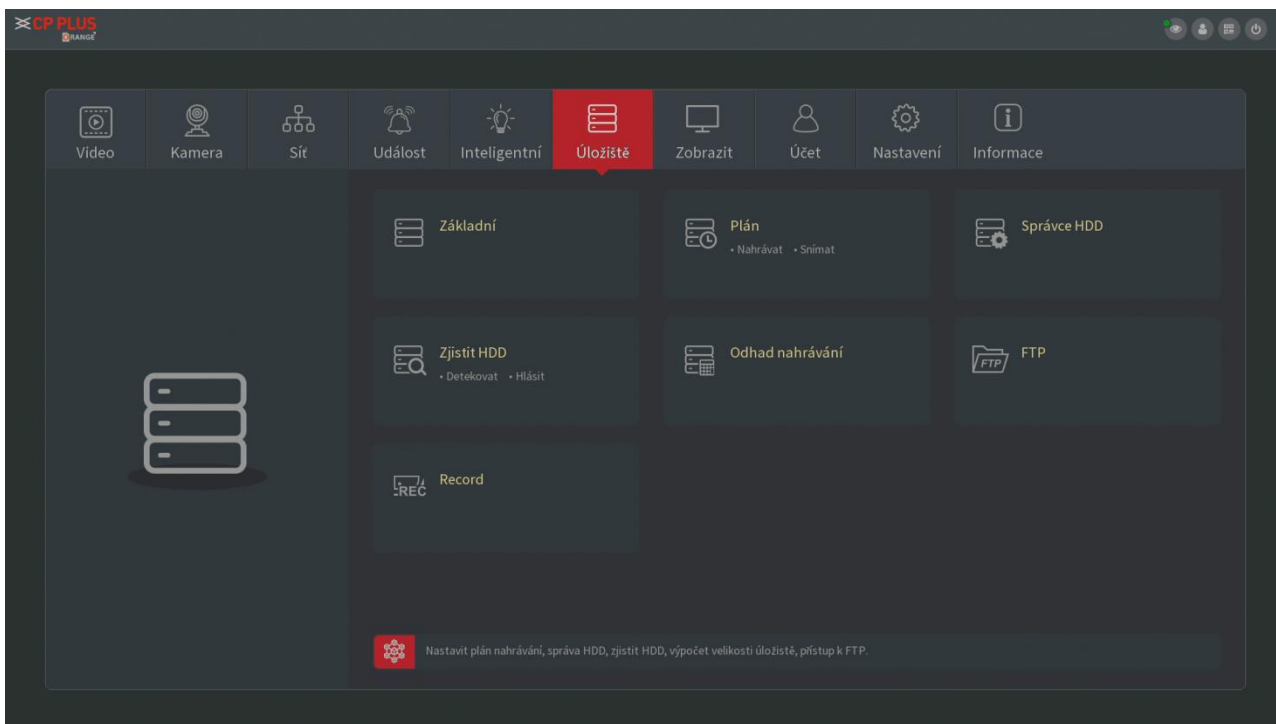 CP PLUS
ORANGE
Video Kamera Síť Událost Inteligentní Úložiště Zobrazit Účet Nastavení Informace
Základní Plán Správce HDD
• Nahrávat • Snímat
Zjistit HDD Odhad nahrávání FTP FTP
• Detekovat • Hlásit
REC Record
Nastavit plán nahrávání, správa HDD, zjistit HDD, výpočet velikosti úložistě, přístup k FTP.